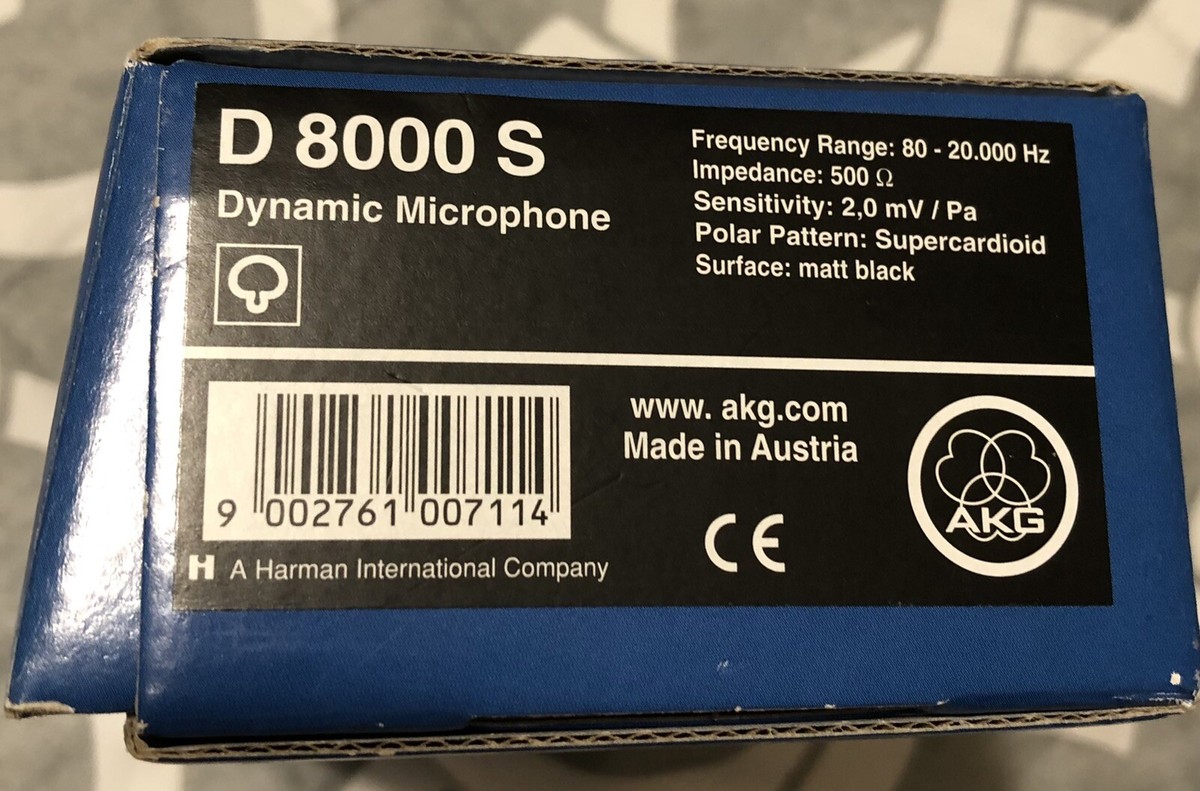 D 8000 S
Dynamic Microphone
Frequency Range: 80 - 20.000 Hz
Impedance: 500 Ω
Sensitivity: 2,0 mV / Pa
Polar Pattern: Supercardioid
Surface: matt black
9 002761 007114
H A Harman International Company
www. akg.com
Made in Austria
CE
AKG